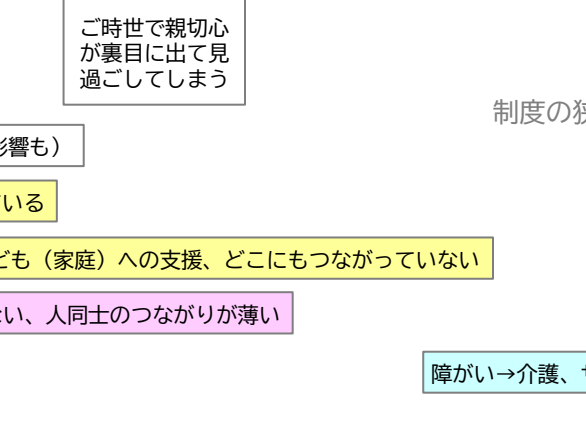 ご時世で親切心
が裏目に出て見
過ごしてしまう
制度の狭
影響も）
いる
ども（家庭）への支援、どこにもつながっていない
い、人同士のつながりが薄い
障がい→介護、